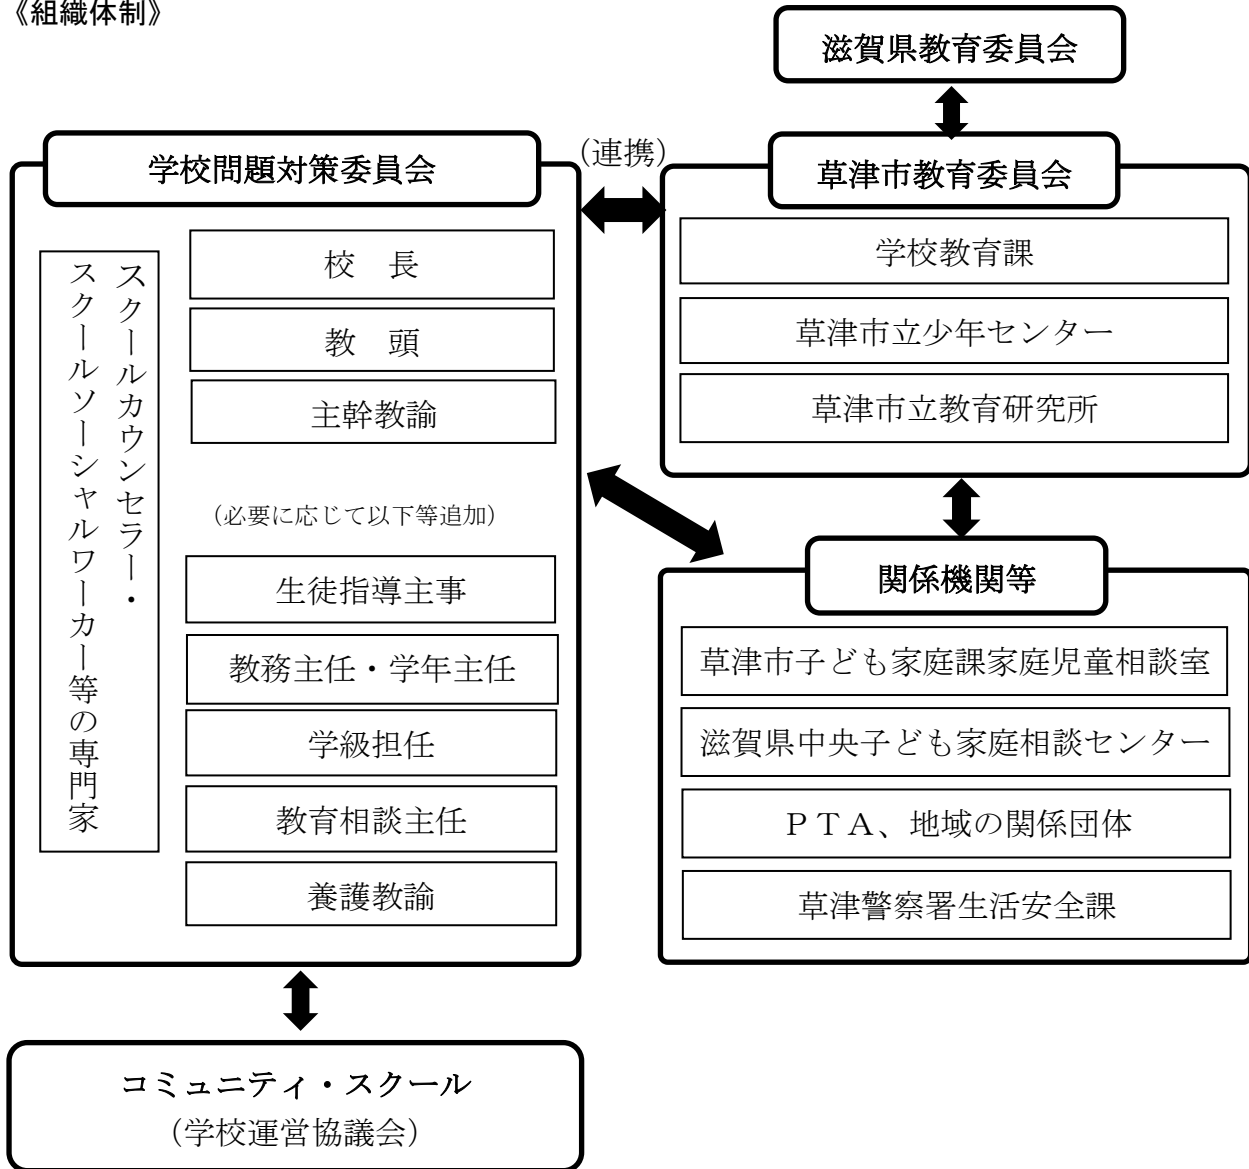 《組織体制》
滋賀県教育委員会
学校問題対策委員会
(連携)
草津市教育委員会
スクールカウンセラー・
スクールソーシャルワーカー等の専門家
校　長
教　頭
主幹教諭
（必要に応じて以下等追加）
生徒指導主事
教務主任・学年主任
学級担任
教育相談主任
養護教諭
学校教育課
草津市立少年センター
草津市立教育研究所
関係機関等
草津市子ども家庭課家庭児童相談室
滋賀県中央子ども家庭相談センター
ＰＴＡ、地域の関係団体
草津警察署生活安全課
コミュニティ・スクール
（学校運営協議会）